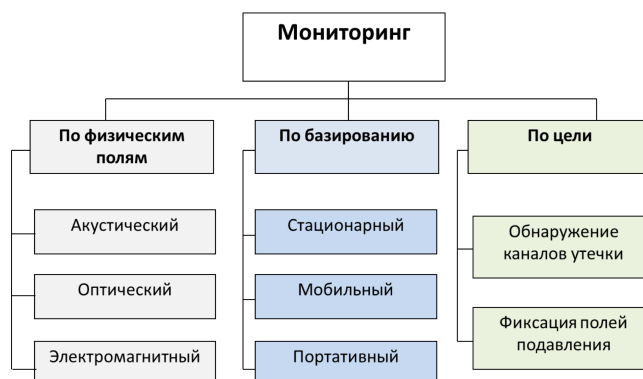 Мониторинг
По физическим
полям
Акустический
Оптический
Электромагнитный
По базированию
Стационарный
Мобильный
Портативный
По цели
Обнаружение
каналов утечки
Фиксация полей
подавления